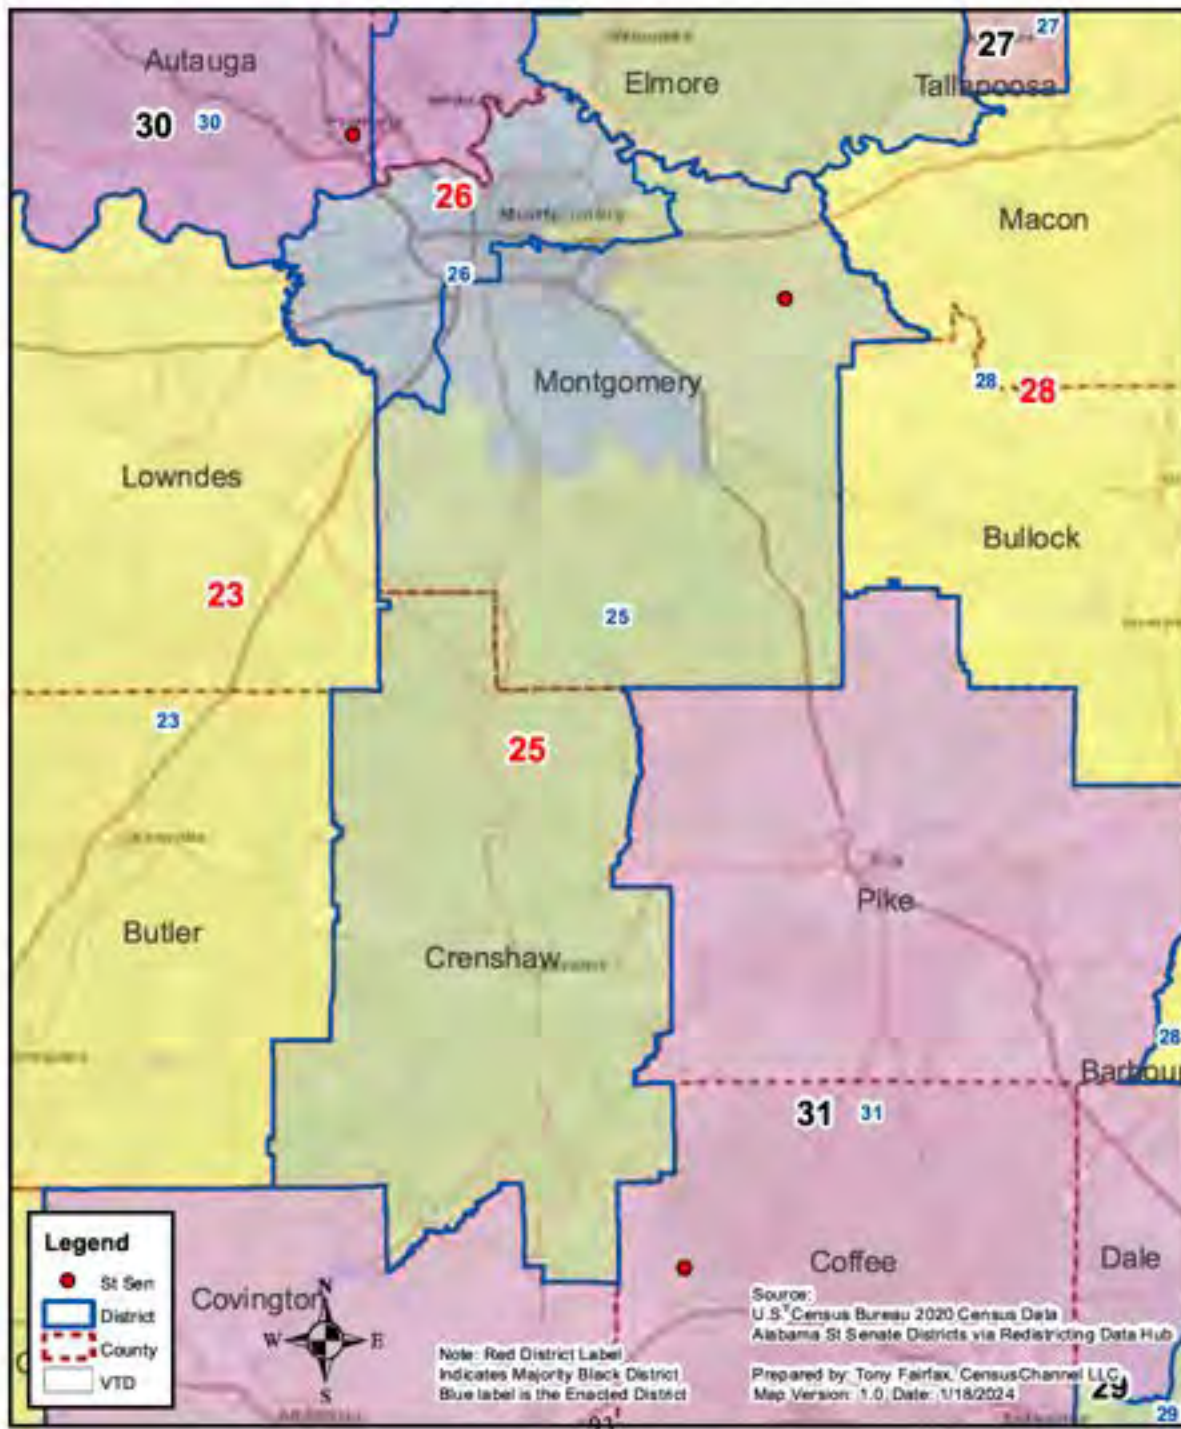 27
27
Autauga
Elmore
Tallapoosa
30 30
26
Montgomery
Macon
26
Montgomery
28 28
Lowndes
Bullock
23
25
23
25
Pike
Butler
Crenshaw
28
Barbour
31 31
Legend
St Sen
District
County
VTD
Covington
N
W E
S
Coffee
Dale
Note: Red District Label
Indicates Majority Black District
Blue label is the Enacted District
Source:
U.S. Census Bureau 2020 Census Data
Alabama St Senate Districts via Redistricting Data Hub
Prepared by: Tony Fairfax, CensusChannel LLC
Map Version: 1.0, Date: 1/18/2024
29
29